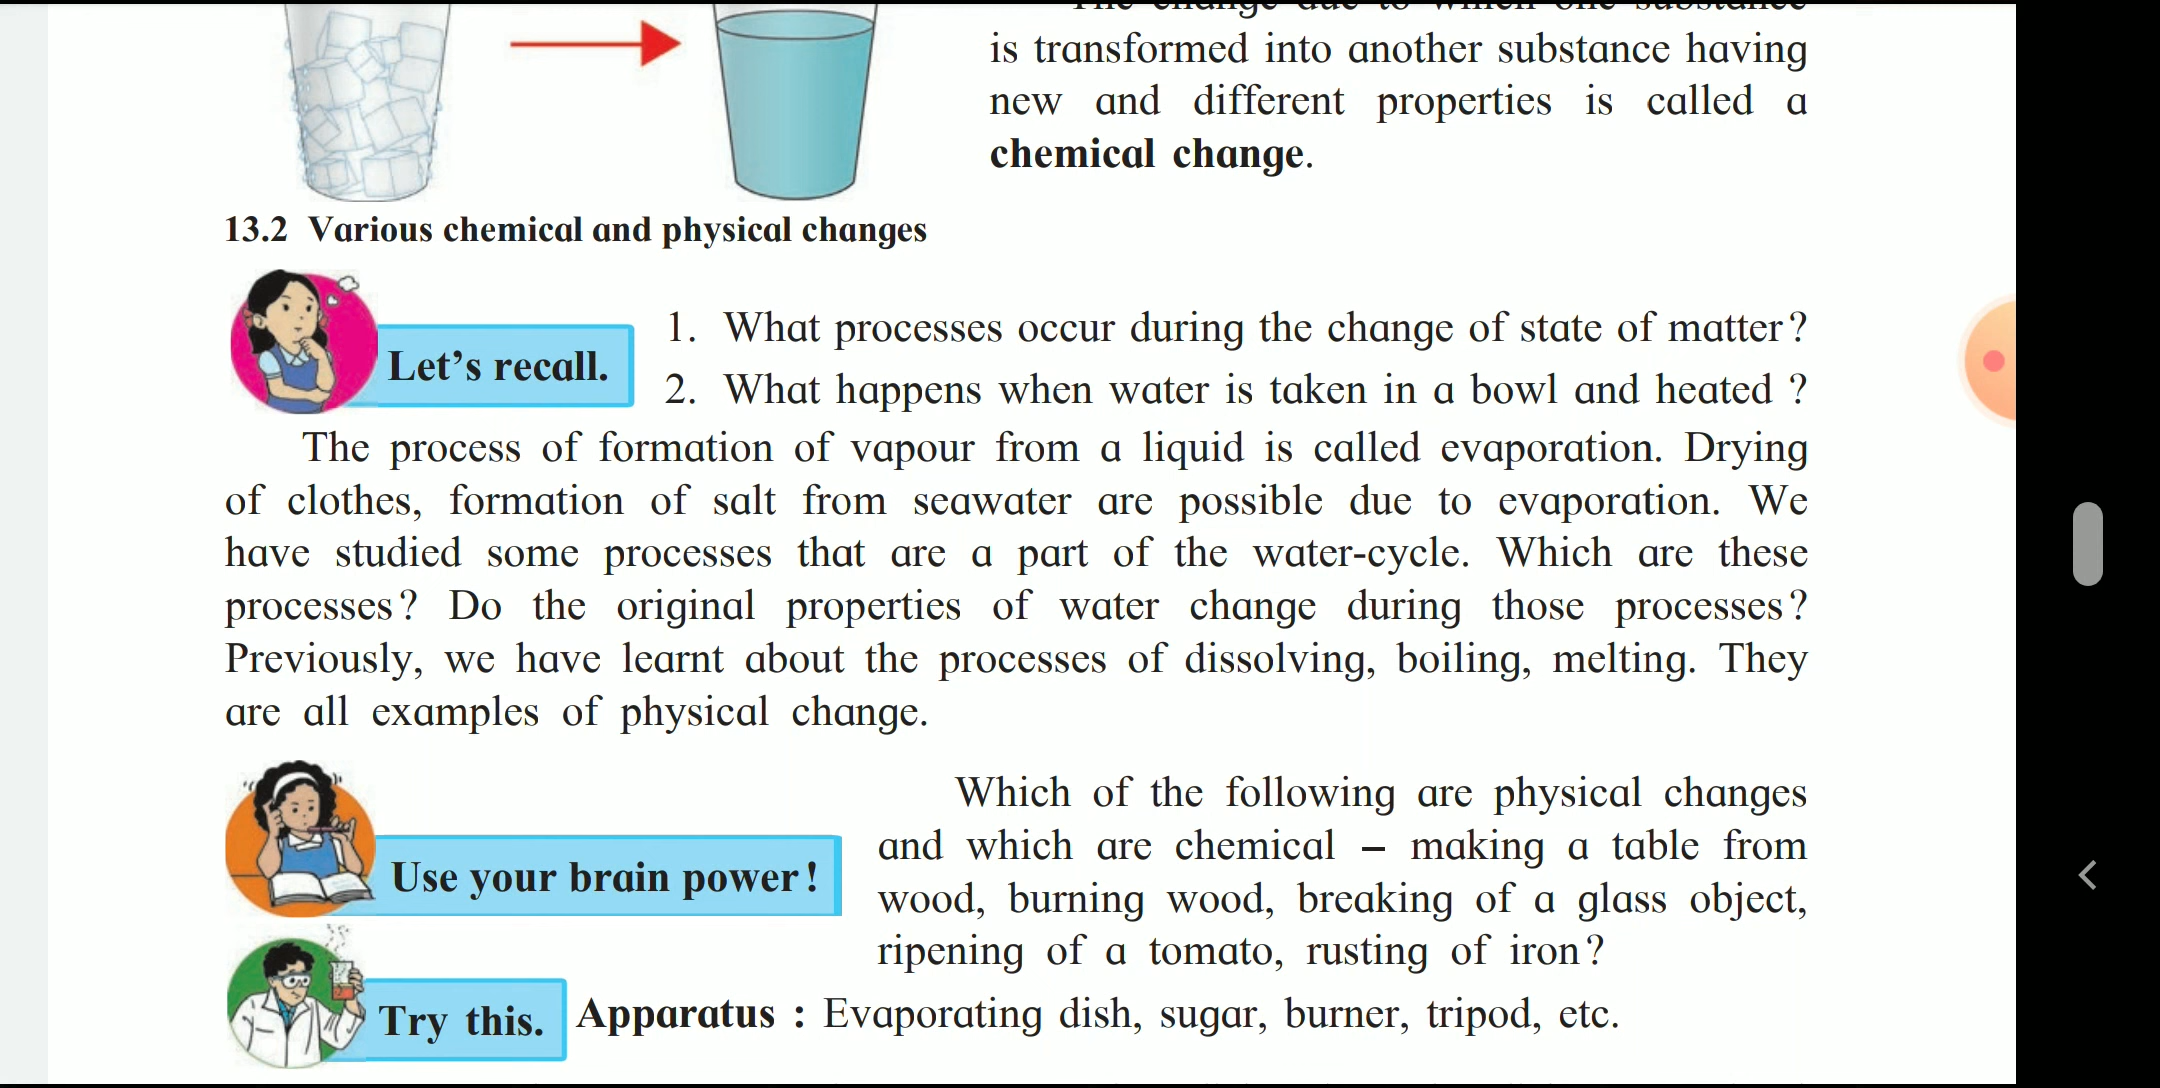 The change due to which one substance
is transformed into another substance having
new and different properties is called a
chemical change.
13.2 Various chemical and physical changes
Let's recall.
1. What processes occur during the change of state of matter?
2. What happens when water is taken in a bowl and heated ?
The process of formation of vapour from a liquid is called evaporation. Drying
of clothes, formation of salt from seawater are possible due to evaporation. We
have studied some processes that are a part of the water-cycle. Which are these
processes? Do the original properties of water change during those processes?
Previously, we have learnt about the processes of dissolving, boiling, melting. They
are all examples of physical change.
Use your brain power!
Which of the following are physical changes
and which are chemical – making a table from
wood, burning wood, breaking of a glass object,
ripening of a tomato, rusting of iron?
Try this.
Apparatus : Evaporating dish, sugar, burner, tripod, etc.